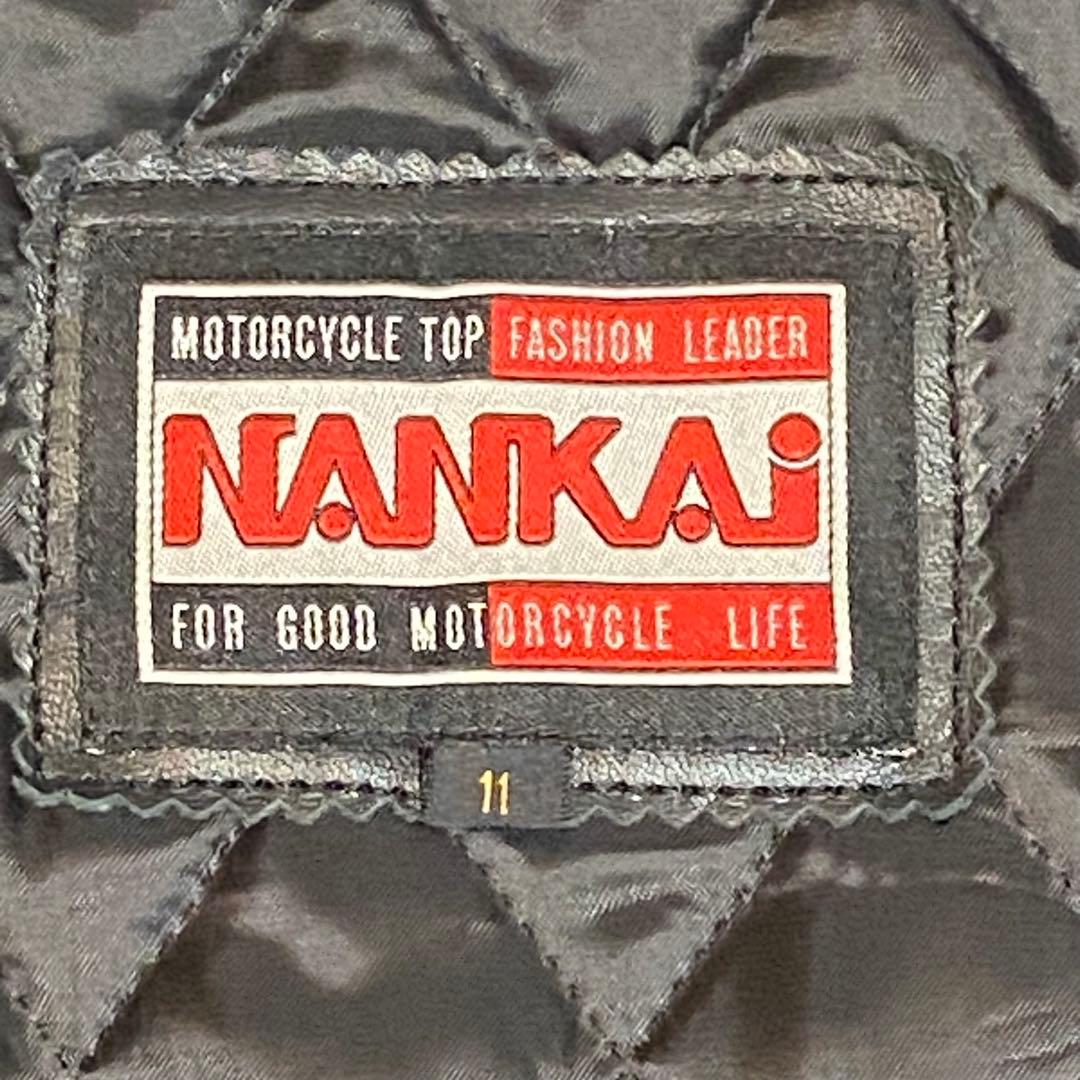 MOTORCYCLE TOP FASHION LEADER
NANKAi
FOR GOOD MOTORCYCLE LIFE
11